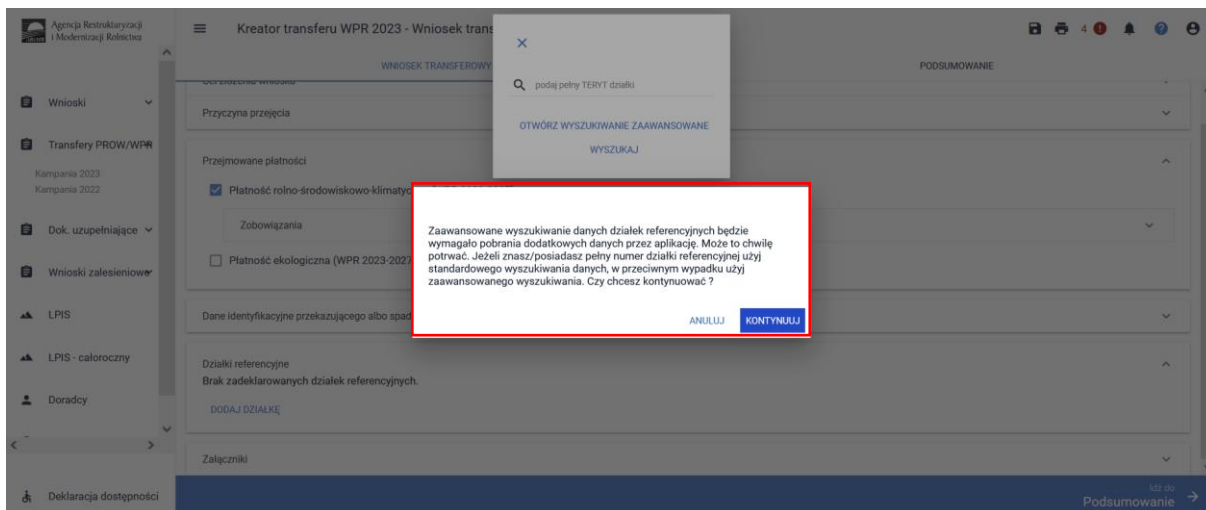 Agencja Restrukturyzacji
i Modernizacji Rolnictwa
Kreator transferu WPR 2023 - Wniosek trans
4
WNIOSEK TRANSFEROWY
PODSUMOWANIE
podaj pełny TERYT działki
OTWÓRZ WYSZUKIWANIE ZAAWANSOWANE
WYSZUKAJ
Wnioski
Transfery PROW/WPR
Kampania 2023
Kampania 2022
Dok. uzupełniające
Wnioski zalesieniowe
LPIS
LPIS - całoroczny
Doradcy
Deklaracja dostępności
Przyczyna przejęcia
Przejmowane płatności
Płatność rolno-środowiskowo-klimatyc
Zobowiązania
Płatność ekologiczna (WPR 2023-2027
Zaawansowane wyszukiwanie danych działek referencyjnych będzie
wymagało pobrania dodatkowych danych przez aplikację. Może to chwilę
potrwać. Jeżeli znasz/posiadasz pełny numer działki referencyjnej użyj
standardowego wyszukiwania danych, w przeciwnym wypadku użyj
zaawansowanego wyszukiwania. Czy chcesz kontynuować ?
ANULUJ
KONTYNUUJ
Dane identyfikacyjne przekazującego albo spad
Działki referencyjne
Brak zadeklarowanych działek referencyjnych.
DODAJ DZIAŁKĘ
Załączniki
Idź do
Podsumowanie